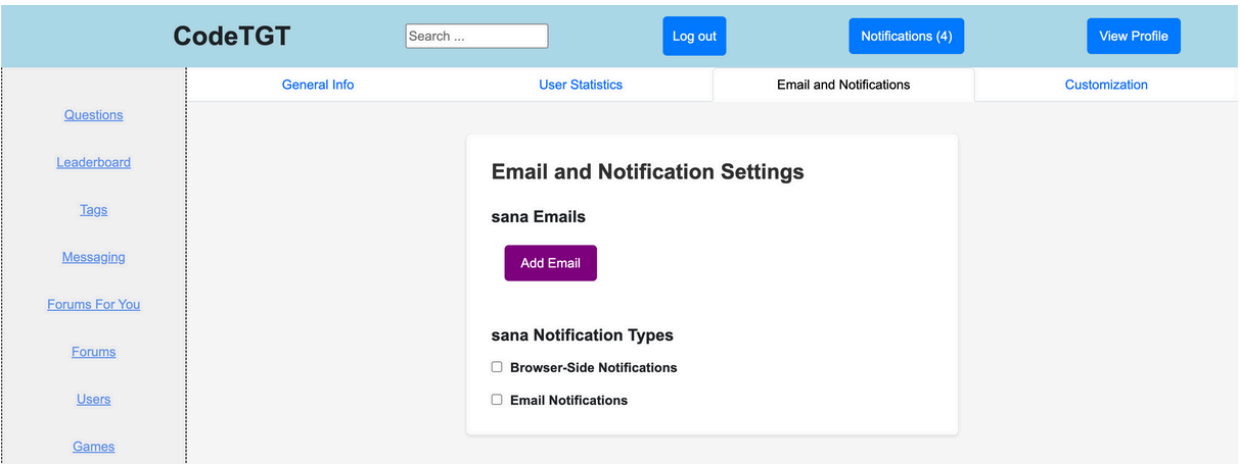 CodeTGT
Search ...
Log out
Notifications (4)
View Profile
General Info
User Statistics
Email and Notifications
Customization
Questions
Leaderboard
Tags
Messaging
Forums For You
Forums
Users
Games
Email and Notification Settings
sana Emails
Add Email
sana Notification Types
Browser-Side Notifications
Email Notifications